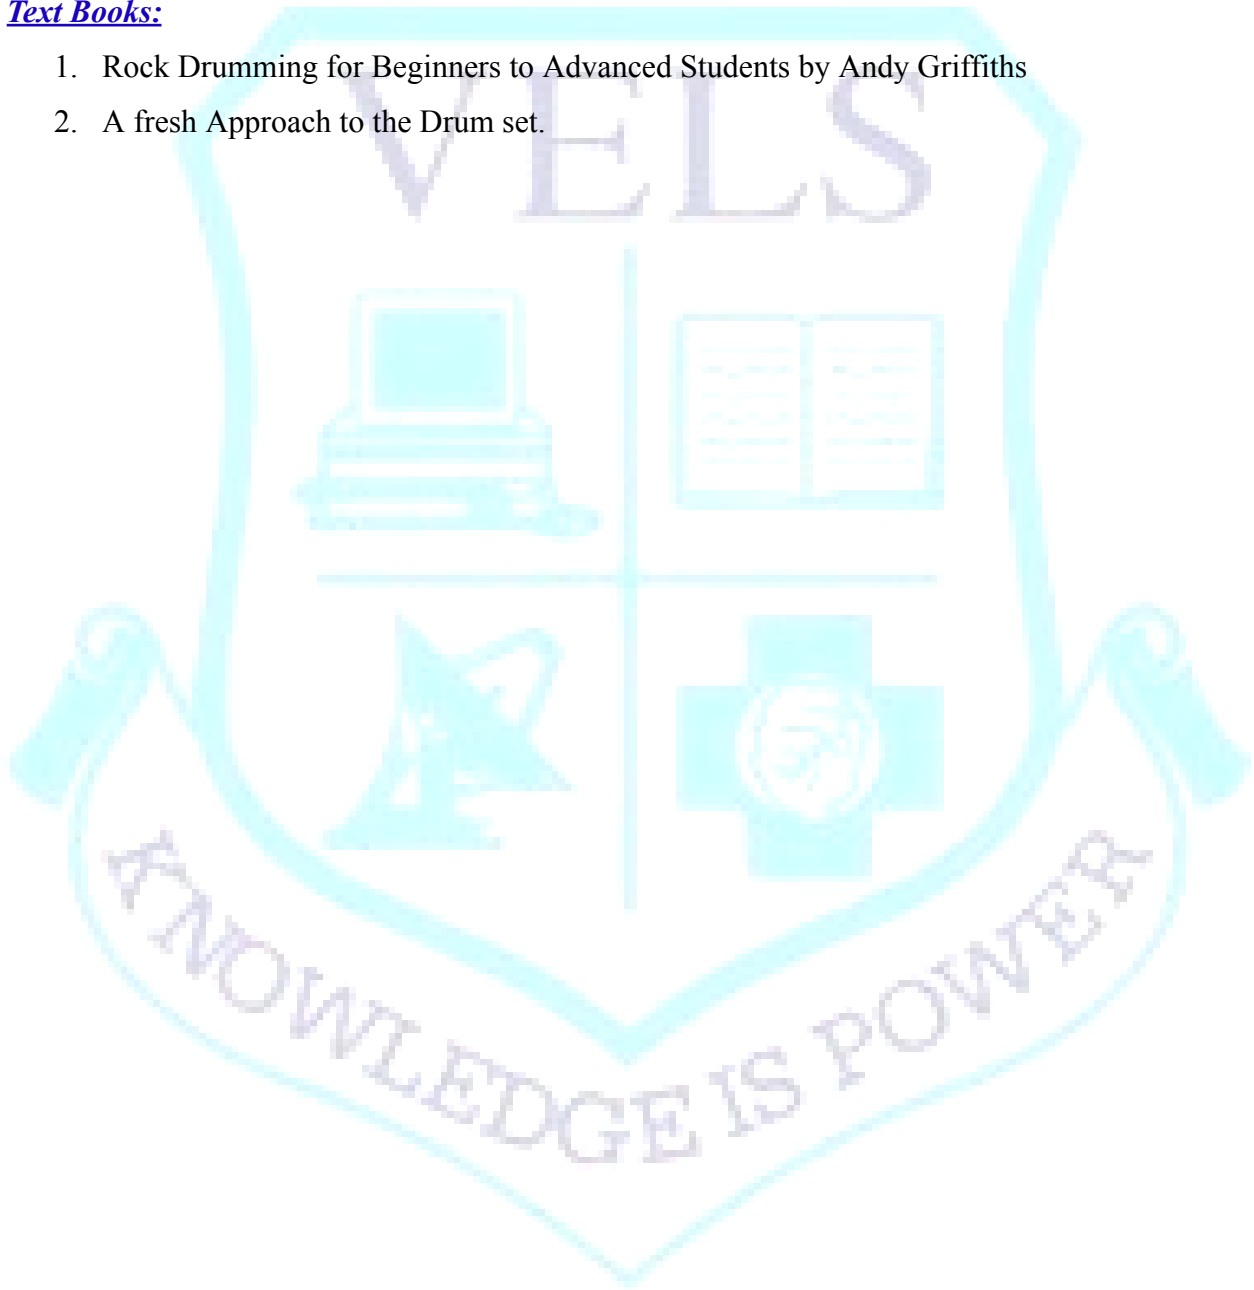 Text Books:
1. Rock Drumming for Beginners to Advanced Students by Andy Griffiths
2. A fresh Approach to the Drum set.
VELS
KNOWLEDGE IS POWER